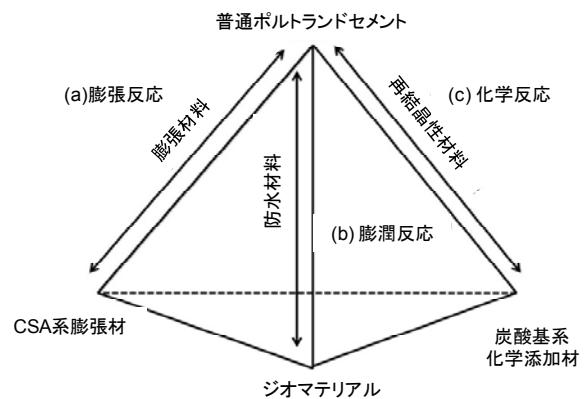 普通ポルトランドセメント
(a)膨張反応
膨張材料
(c) 化学反応
再結晶性材料
防水材料
(b) 膨潤反応
CSA系膨張材
炭酸基系
化学添加材
ジオマテリアル